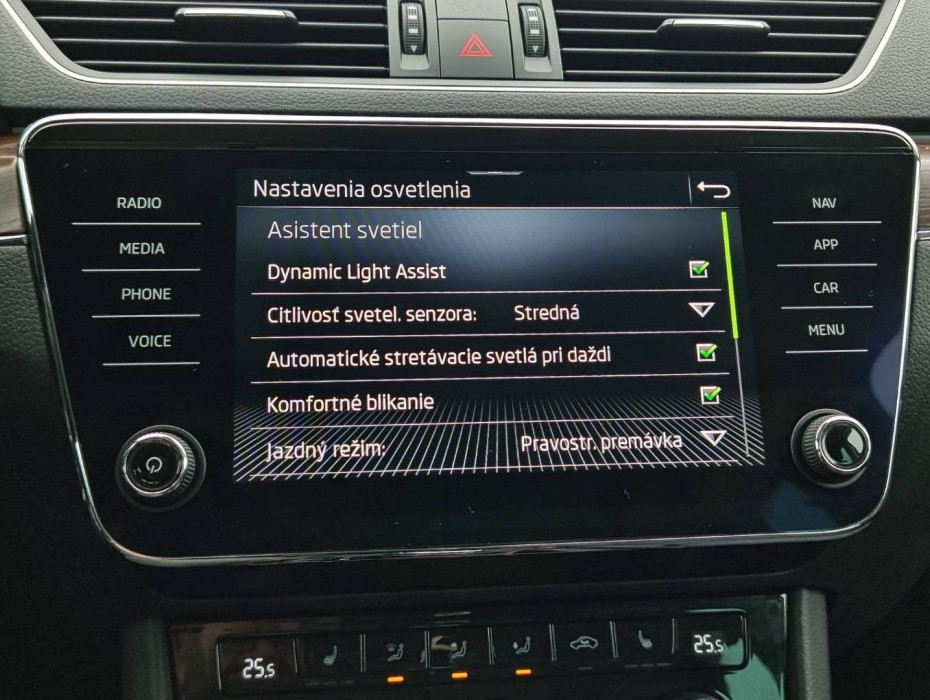 RADIO
MEDIA
PHONE
VOICE
Nastavenia osvetlenia
Asistent svetiel
Dynamic Light Assist
Citlivosť svetel. senzora: Stredná
Automatické stretávacie svetlá pri daždi
Komfortné blikanie
Jazdný režim: Pravostr. premávka
NAV
APP
CAR
MENU
25.5
25.5